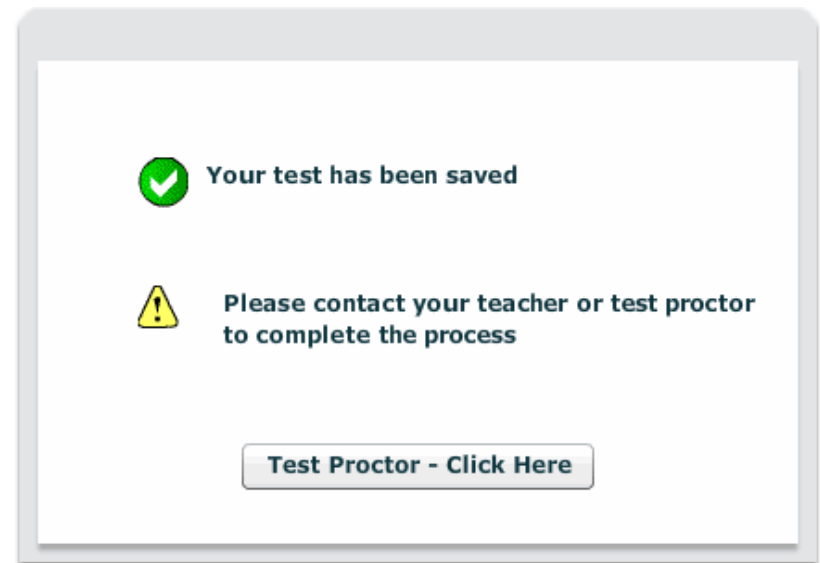 Your test has been saved
Please contact your teacher or test proctor
to complete the process
Test Proctor - Click Here